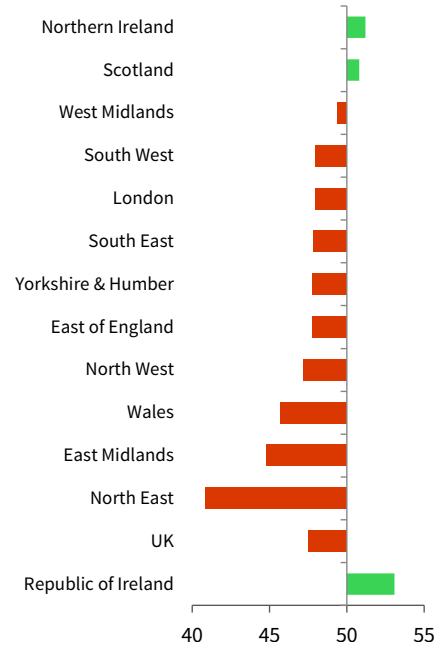 Northern Ireland
Scotland
West Midlands
South West
London
South East
Yorkshire & Humber
East of England
North West
Wales
East Midlands
North East
UK
Republic of Ireland
40 45 50 55